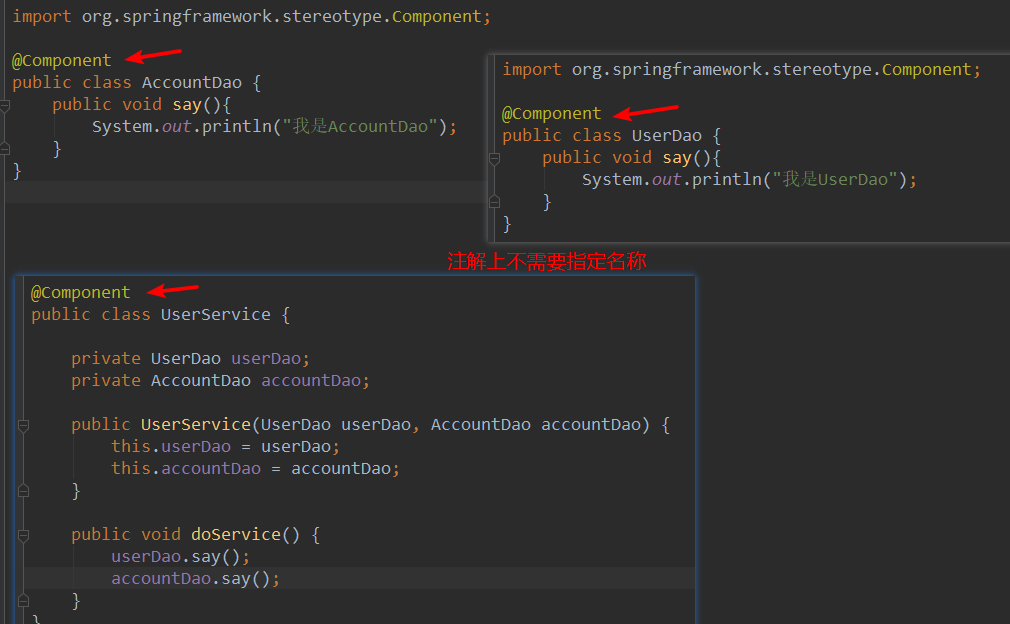 import org.springframework.stereotype.Component;
@Component
public class AccountDao {
public void say(){
System.out.println("我是AccountDao");
}
}
import org.springframework.stereotype.Component;
@Component
public class UserDao {
public void say(){
System.out.println("我是UserDao");
}
}
注解上不需要指定名称
@Component
public class UserService {
private UserDao userDao;
private AccountDao accountDao;
public UserService(UserDao userDao, AccountDao accountDao) {
this.userDao = userDao;
this.accountDao = accountDao;
}
public void doService() {
userDao.say();
accountDao.say();
}
}